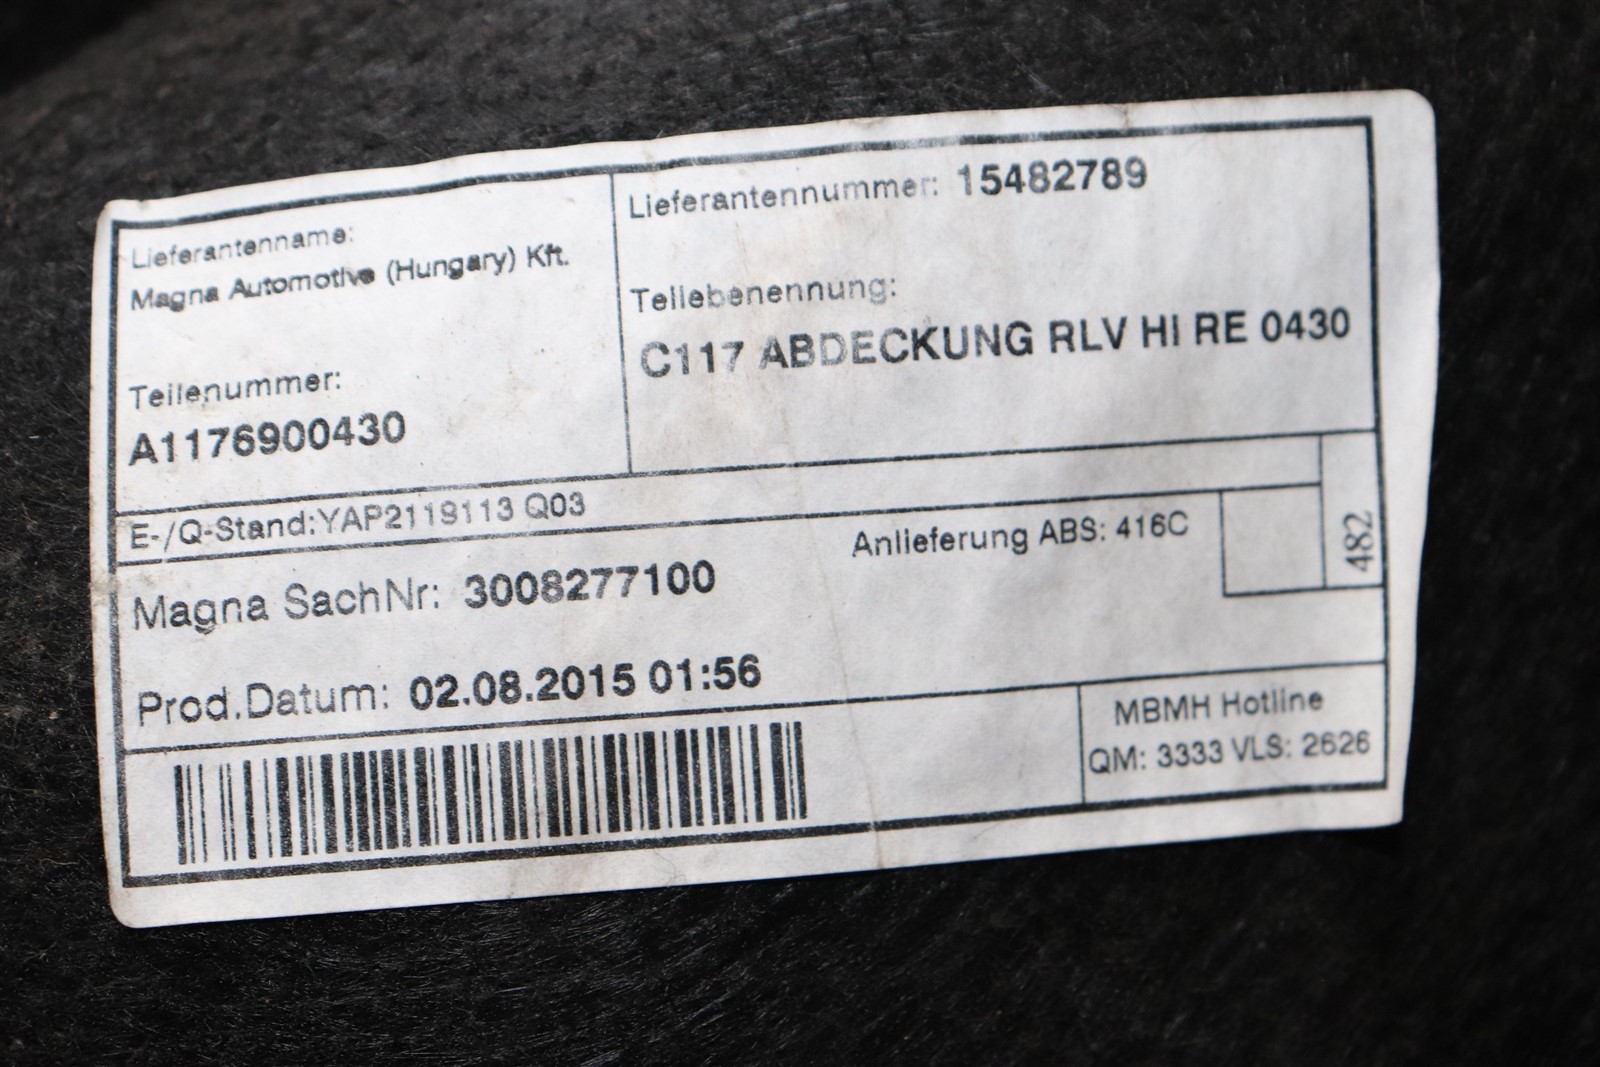 Lieferantenname:
Magna Automotive (Hungary) Kft.
Teilenummer:
A1176900430
Lieferantennummer: 15482789
Teilebenennung:
C117 ABDECKUNG RLV HI RE 0430
E-/Q-Stand:YAP2119113 Q03
Anlieferung ABS: 416C
482
Magna SachNr: 3008277100
Prod.Datum: 02.08.2015 01:56
MBMH Hotline
QM: 3333 VLS: 2626